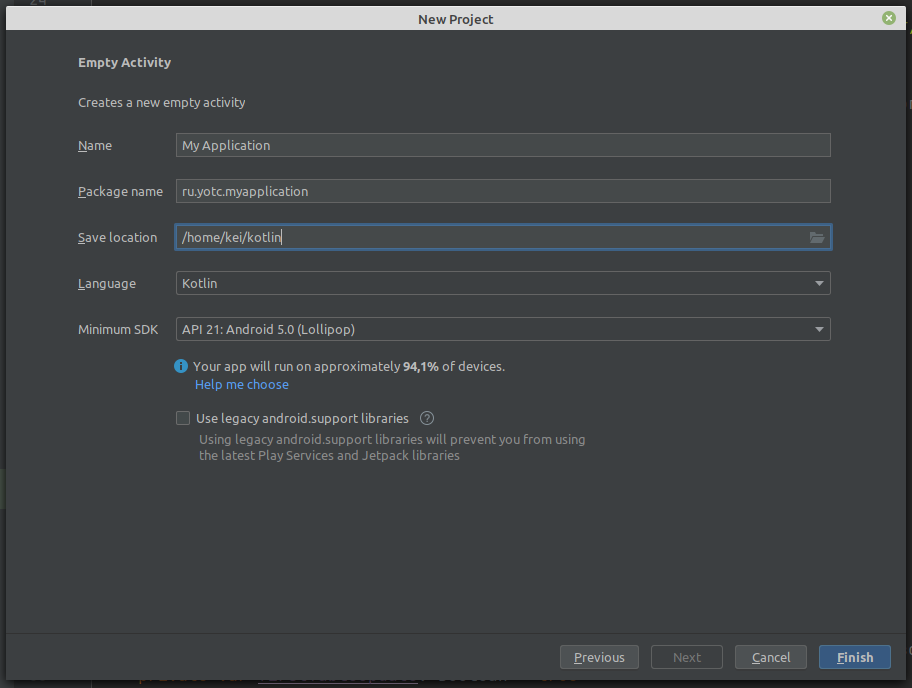 New Project
Empty Activity
Creates a new empty activity
Name My Application
Package name ru.yotc.myapplication
Save location /home/kei/kotlin
Language Kotlin
Minimum SDK API 21: Android 5.0 (Lollipop)
Your app will run on approximately 94,1% of devices.
Help me choose
Use legacy android.support libraries ?
Using legacy android.support libraries will prevent you from using
the latest Play Services and Jetpack libraries
Previous Next Cancel Finish